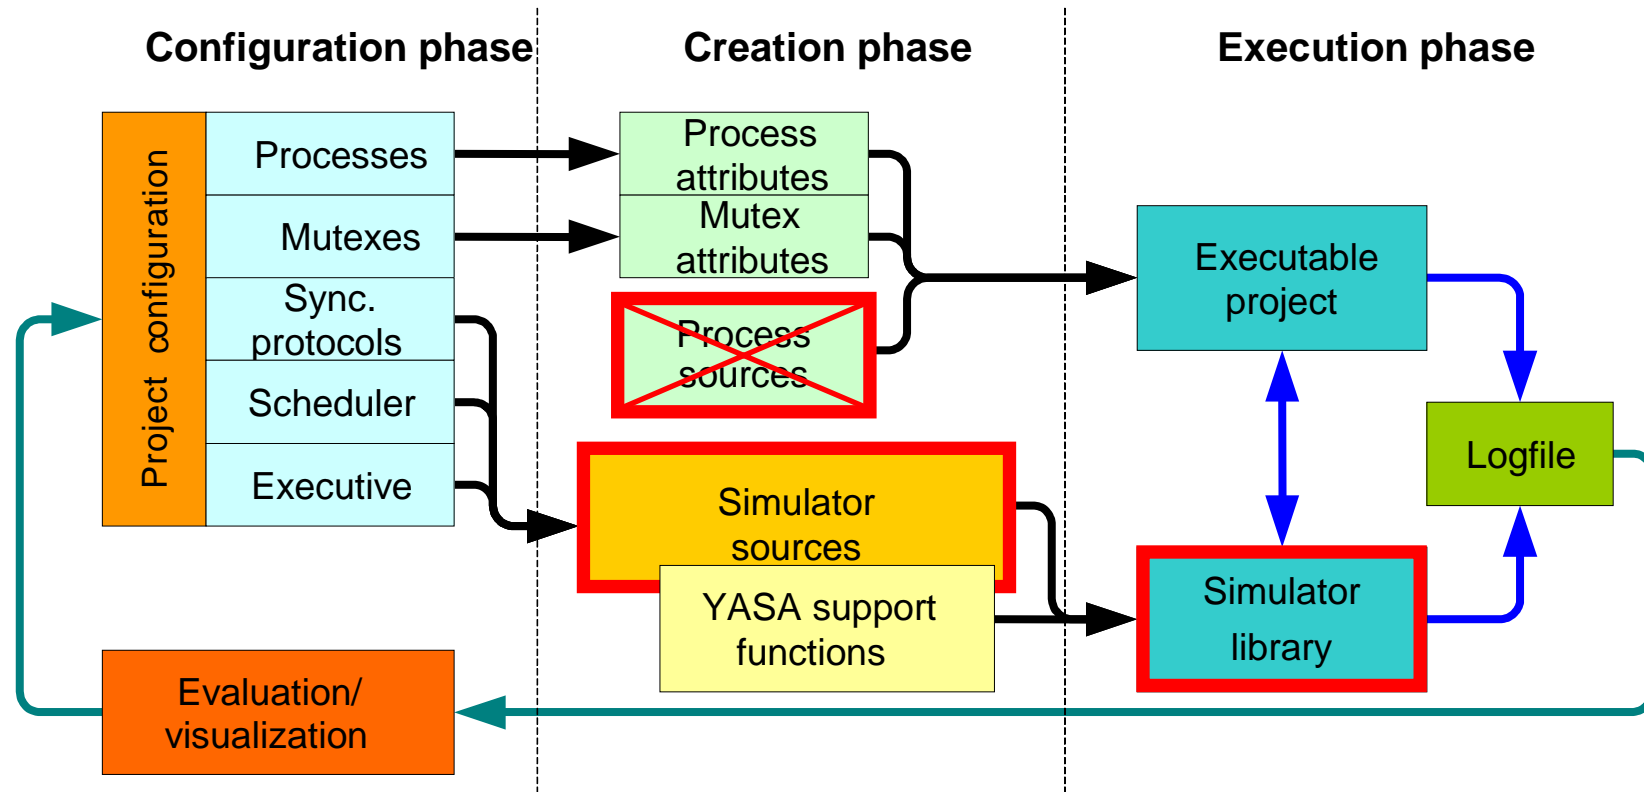 Configuration phase
Creation phase
Execution phase
Project configuration
Processes
Mutexes
Sync.
protocols
Scheduler
Executive
Process
attributes
Mutex
attributes
Process
sources
Simulator
sources
YASA support
functions
Executable
project
Logfile
Simulator
library
Evaluation/
visualization